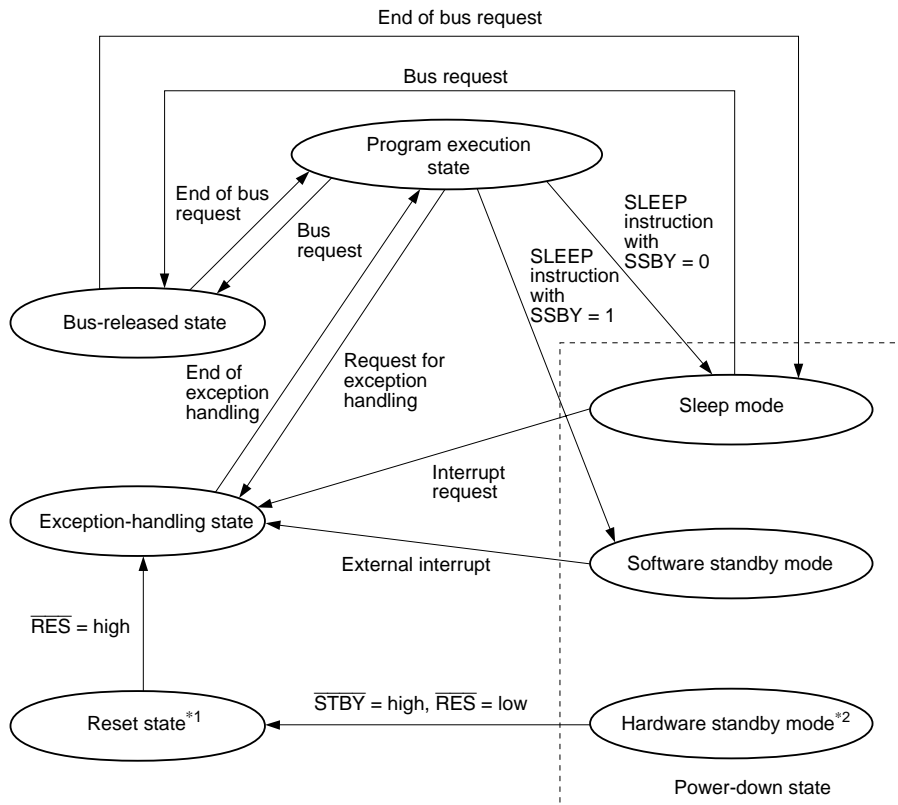 End of bus request
Bus request
Program execution
state
End of bus
request
Bus
request
SLEEP
instruction
with
SSBY = 0
SLEEP
instruction
with
SSBY = 1
Bus-released state
End of
exception
handling
Request for
exception
handling
Sleep mode
Interrupt
request
Exception-handling state
External interrupt
Software standby mode
R̅E̅S̅ = high
S̅T̅B̅Y̅ = high, R̅E̅S̅ = low
Reset state*1
Hardware standby mode*2
Power-down state